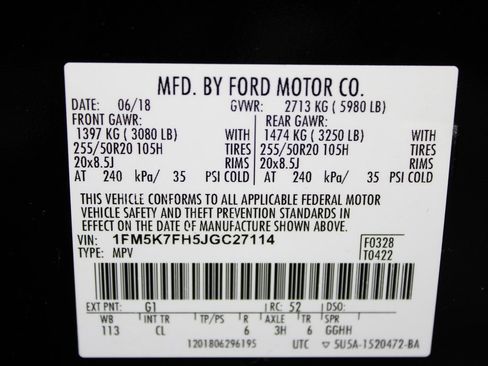 MFD. BY FORD MOTOR CO.
DATE: 06/18 GVWR: 2713 KG ( 5980 LB)
FRONT GAWR: REAR GAWR:
1397 KG ( 3080 LB) WITH 1474 KG ( 3250 LB) WITH
255/50R20 105H TIRES 255/50R20 105H TIRES
20x8.5J RIMS 20x8.5J RIMS
AT 240 kPa/ 35 PSI COLD AT 240 kPa/ 35 PSI COLD
THIS VEHICLE CONFORMS TO ALL APPLICABLE FEDERAL MOTOR
VEHICLE SAFETY AND THEFT PREVENTION STANDARDS IN
EFFECT ON THE DATE OF MANUFACTURE SHOWN ABOVE.
VIN: 1FM5K7FH5JGC27114 F0328
TYPE: MPV T0422
EXT PNT: G1 RC: 52 DSO:
WB INT TR TP/PS R AXLE TR SPR
113 CL 6 3H 6 GGHH
1201806296195 UTC ▽ 5U5A-1520472-BA